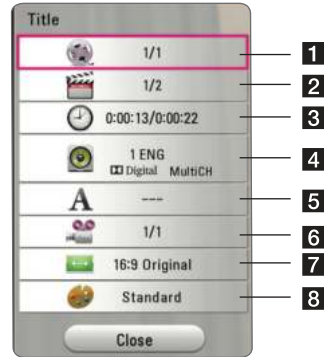 Title
1/1 1
1/2 2
0:00:13/0:00:22 3
1 ENG 4
Digital MultiCH
A --- 5
1/1 6
16:9 Original 7
Standard 8
Close